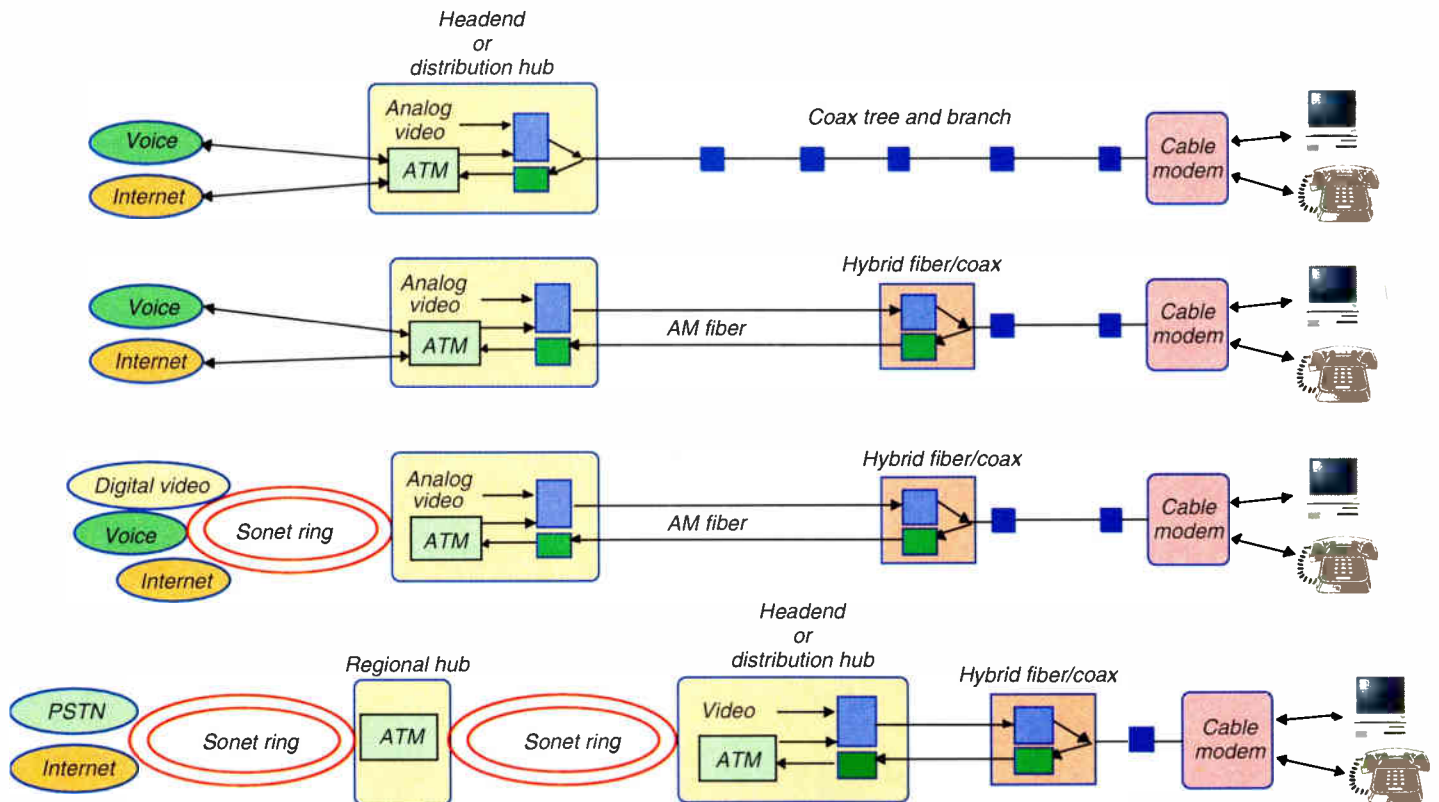 Headend
or
distribution hub
Analog
video
Coax tree and branch
Voice
ATM
Cable
modem
Internet
Hybrid fiber/coax
Analog
video
Voice
AM fiber
ATM
Cable
modem
Internet
Hybrid fiber/coax
Digital video
Analog
video
Voice
Sonet ring
AM fiber
ATM
Cable
modem
Internet
Headend
or
distribution hub
Regional hub
Hybrid fiber/coax
PSTN
Video
Sonet ring
ATM
Sonet ring
ATM
Cable
modem
Internet